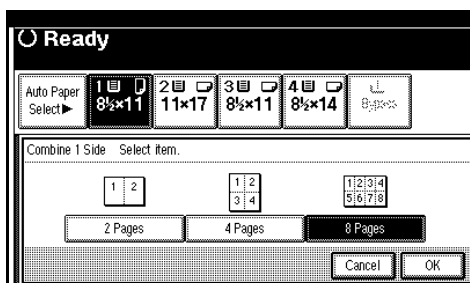 Ready
Auto Paper Select▶
1 8½×11
2 11×17
3 8½×11
4 8½×14
Bypass
Combine 1 Side Select item.
1 2
1 2
3 4
1 2 3 4
5 6 7 8
2 Pages 4 Pages 8 Pages
Cancel OK